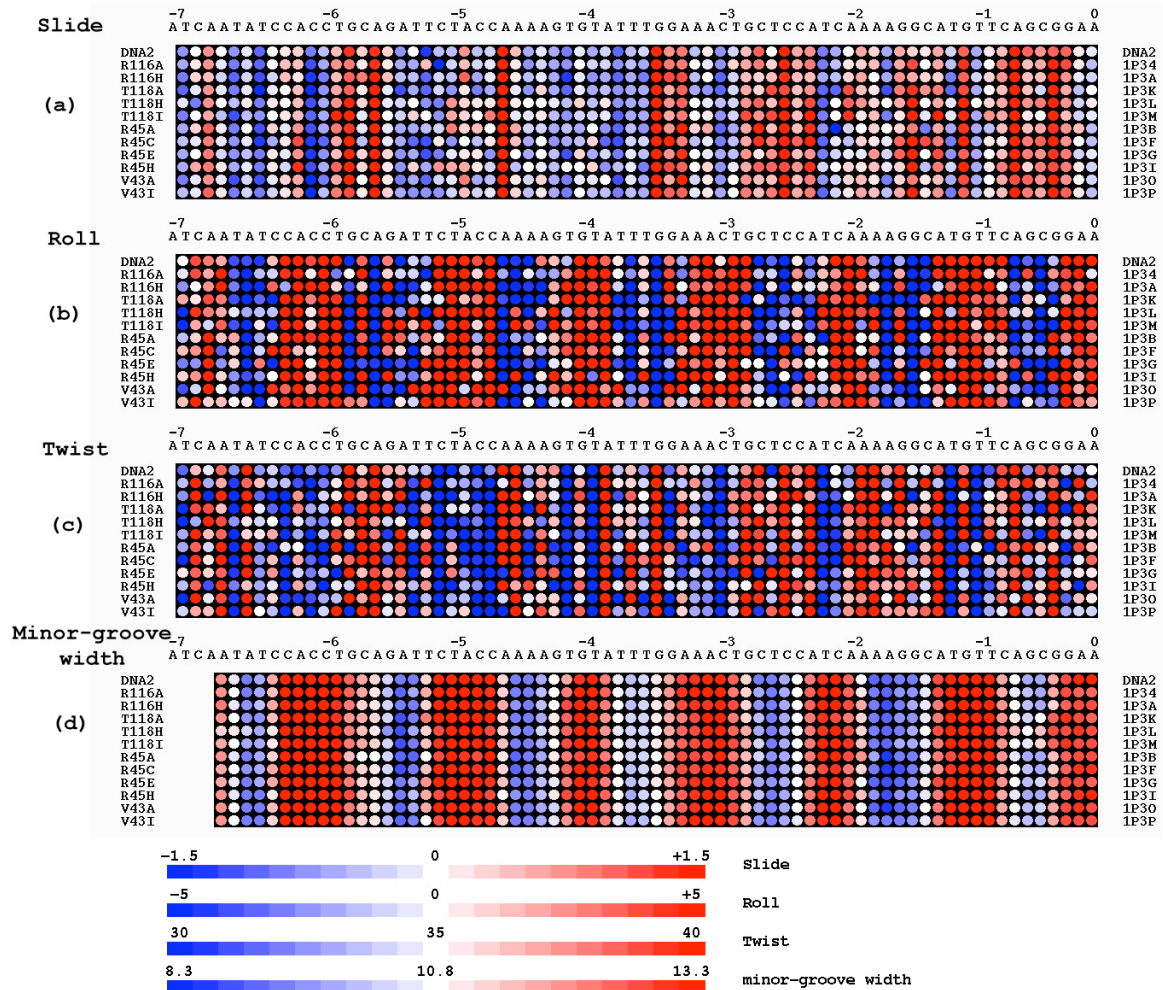 -7 -6 -5 -4 -3 -2 -1 0
Slide A T C A A T A T C C A C C T G C A G A T T C T A C C A A A A G T G T A T T T G G A A A C T G C T C C A T C A A A A G G C A T G T T C A G C G G A A
DNA2 DNA2
R116A 1P34
R116H 1P3A
T118A 1P3K
(a) T118H 1P3L
T118I 1P3M
R45A 1P3B
R45C 1P3F
R45E 1P3G
R45H 1P3I
V43A 1P3O
V43I 1P3P
-7 -6 -5 -4 -3 -2 -1 0
Roll A T C A A T A T C C A C C T G C A G A T T C T A C C A A A A G T G T A T T T G G A A A C T G C T C C A T C A A A A G G C A T G T T C A G C G G A A
DNA2 DNA2
R116A 1P34
R116H 1P3A
T118A 1P3K
(b) T118H 1P3L
T118I 1P3M
R45A 1P3B
R45C 1P3F
R45E 1P3G
R45H 1P3I
V43A 1P3O
V43I 1P3P
-7 -6 -5 -4 -3 -2 -1 0
Twist A T C A A T A T C C A C C T G C A G A T T C T A C C A A A A G T G T A T T T G G A A A C T G C T C C A T C A A A A G G C A T G T T C A G C G G A A
DNA2 DNA2
R116A 1P34
R116H 1P3A
T118A 1P3K
(c) T118H 1P3L
T118I 1P3M
R45A 1P3B
R45C 1P3F
R45E 1P3G
R45H 1P3I
V43A 1P3O
V43I 1P3P
Minor-groove -7 -6 -5 -4 -3 -2 -1 0
width A T C A A T A T C C A C C T G C A G A T T C T A C C A A A A G T G T A T T T G G A A A C T G C T C C A T C A A A A G G C A T G T T C A G C G G A A
DNA2 DNA2
R116A 1P34
R116H 1P3A
T118A 1P3K
(d) T118H 1P3L
T118I 1P3M
R45A 1P3B
R45C 1P3F
R45E 1P3G
R45H 1P3I
V43A 1P3O
V43I 1P3P
-1.5 0 +1.5 Slide
-5 0 +5 Roll
30 35 40 Twist
8.3 10.8 13.3 minor-groove width